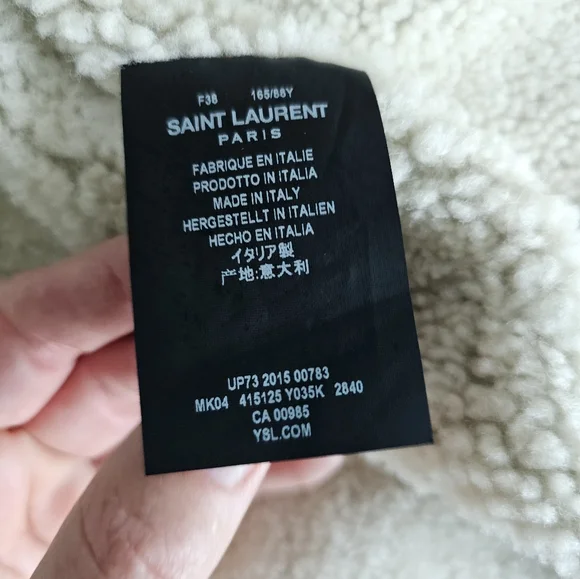 F38 165/88Y
SAINT LAURENT
PARIS
FABRIQUE EN ITALIE
PRODOTTO IN ITALIA
MADE IN ITALY
HERGESTELLT IN ITALIEN
HECHO EN ITALIA
イタリア製
产地:意大利
UP73 2015 00783
MK04 415125 Y035K 2840
CA 00985
YSL.COM